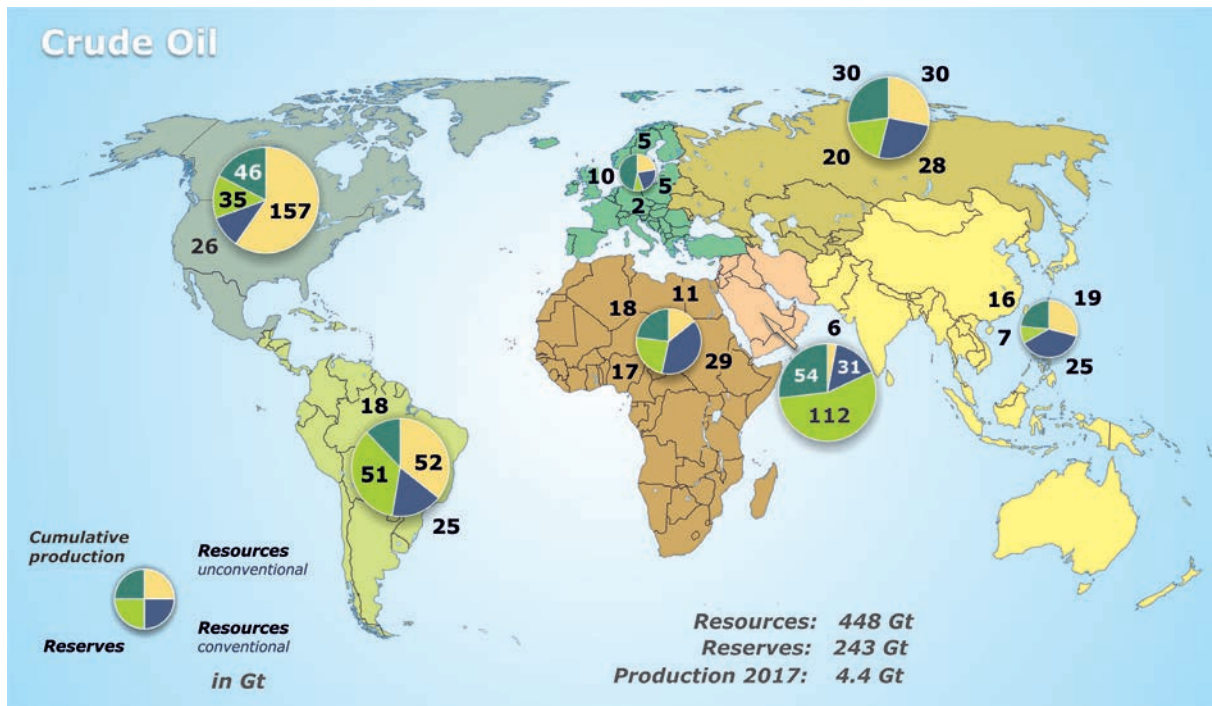 Crude Oil
30 30
20 28
5
10 5
2
46
35 157
26
18 11
17 29
16 19
7 25
6
54 31
112
18
51 52
25
Cumulative
production
Resources
unconventional
Reserves
Resources
conventional
in Gt
Resources: 448 Gt
Reserves: 243 Gt
Production 2017: 4.4 Gt